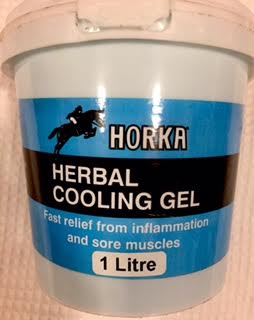 HORKA
HERBAL
COOLING GEL
Fast relief from inflammation
and sore muscles
1 Litre